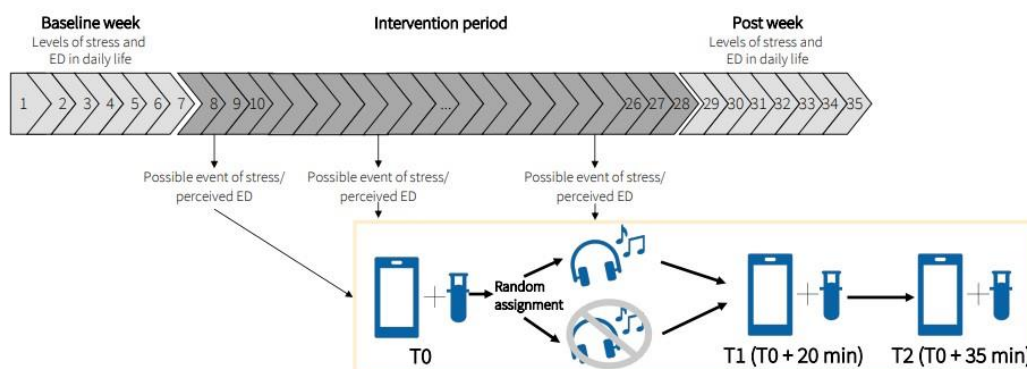 Baseline week
Levels of stress and
ED in daily life
Intervention period
Post week
Levels of stress and
ED in daily life
1 2 3 4 5 6 7 8 9 10 ... 26 27 28 29 30 31 32 33 34 35
Possible event of stress/
perceived ED
Possible event of stress/
perceived ED
Possible event of stress/
perceived ED
Random
assignment
T0
T1 (T0 + 20 min)
T2 (T0 + 35 min)